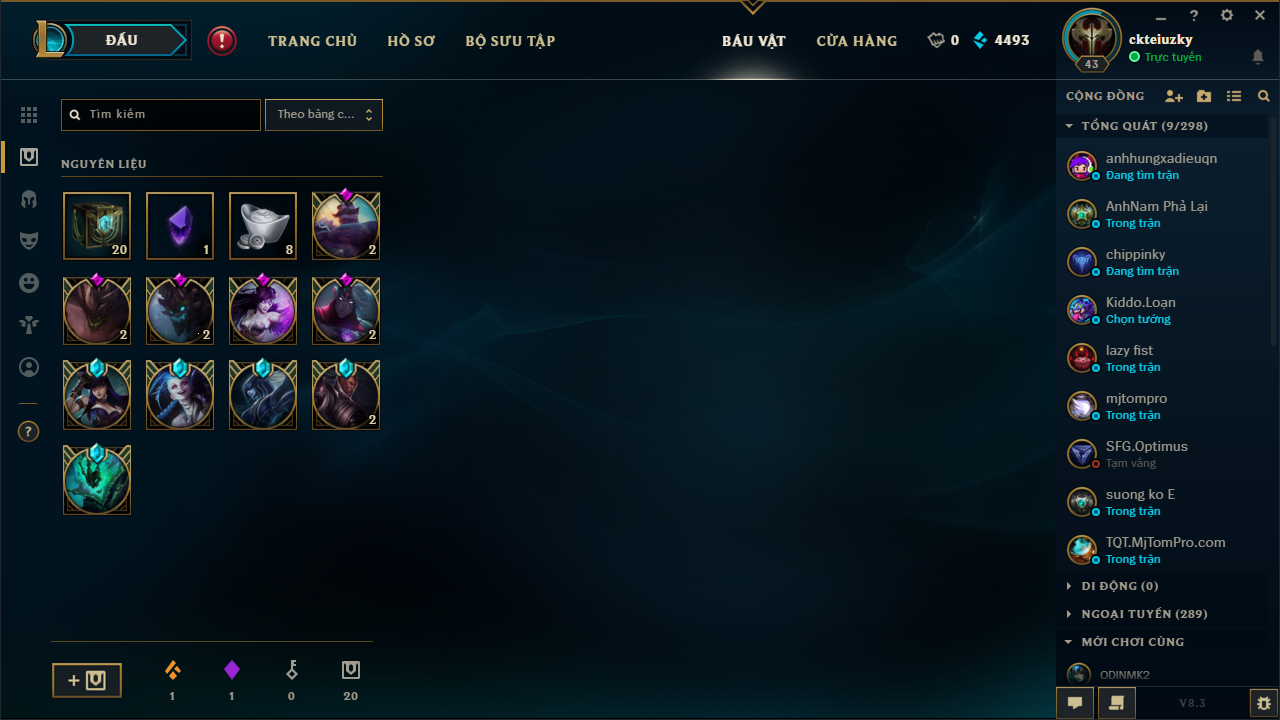 ĐẤU
TRANG CHỦ
HỒ SƠ
BỘ SƯU TẬP
BÁU VẬT
CỬA HÀNG
0
4493
?
43
ckteiuzky
Trực tuyến
Tìm kiếm
Theo bảng c...
NGUYÊN LIỆU
20
1
8
2
2
2
2
2
?
1
1
0
20
CỘNG ĐỒNG
TỔNG QUÁT (9/298)
anhhungxadieuqn
Đang tìm trận
AnhNam Phả Lại
Trong trận
chippinky
Đang tìm trận
Kiddo.Loan
Chọn tướng
lazy fist
Trong trận
mjtompro
Trong trận
SFG.Optimus
Tạm vắng
suong ko E
Trong trận
TQT.MjTomPro.com
Trong trận
DI ĐỘNG (0)
NGOẠI TUYẾN (289)
MỚI CHƠI CÙNG
ODINMK2
V8.3